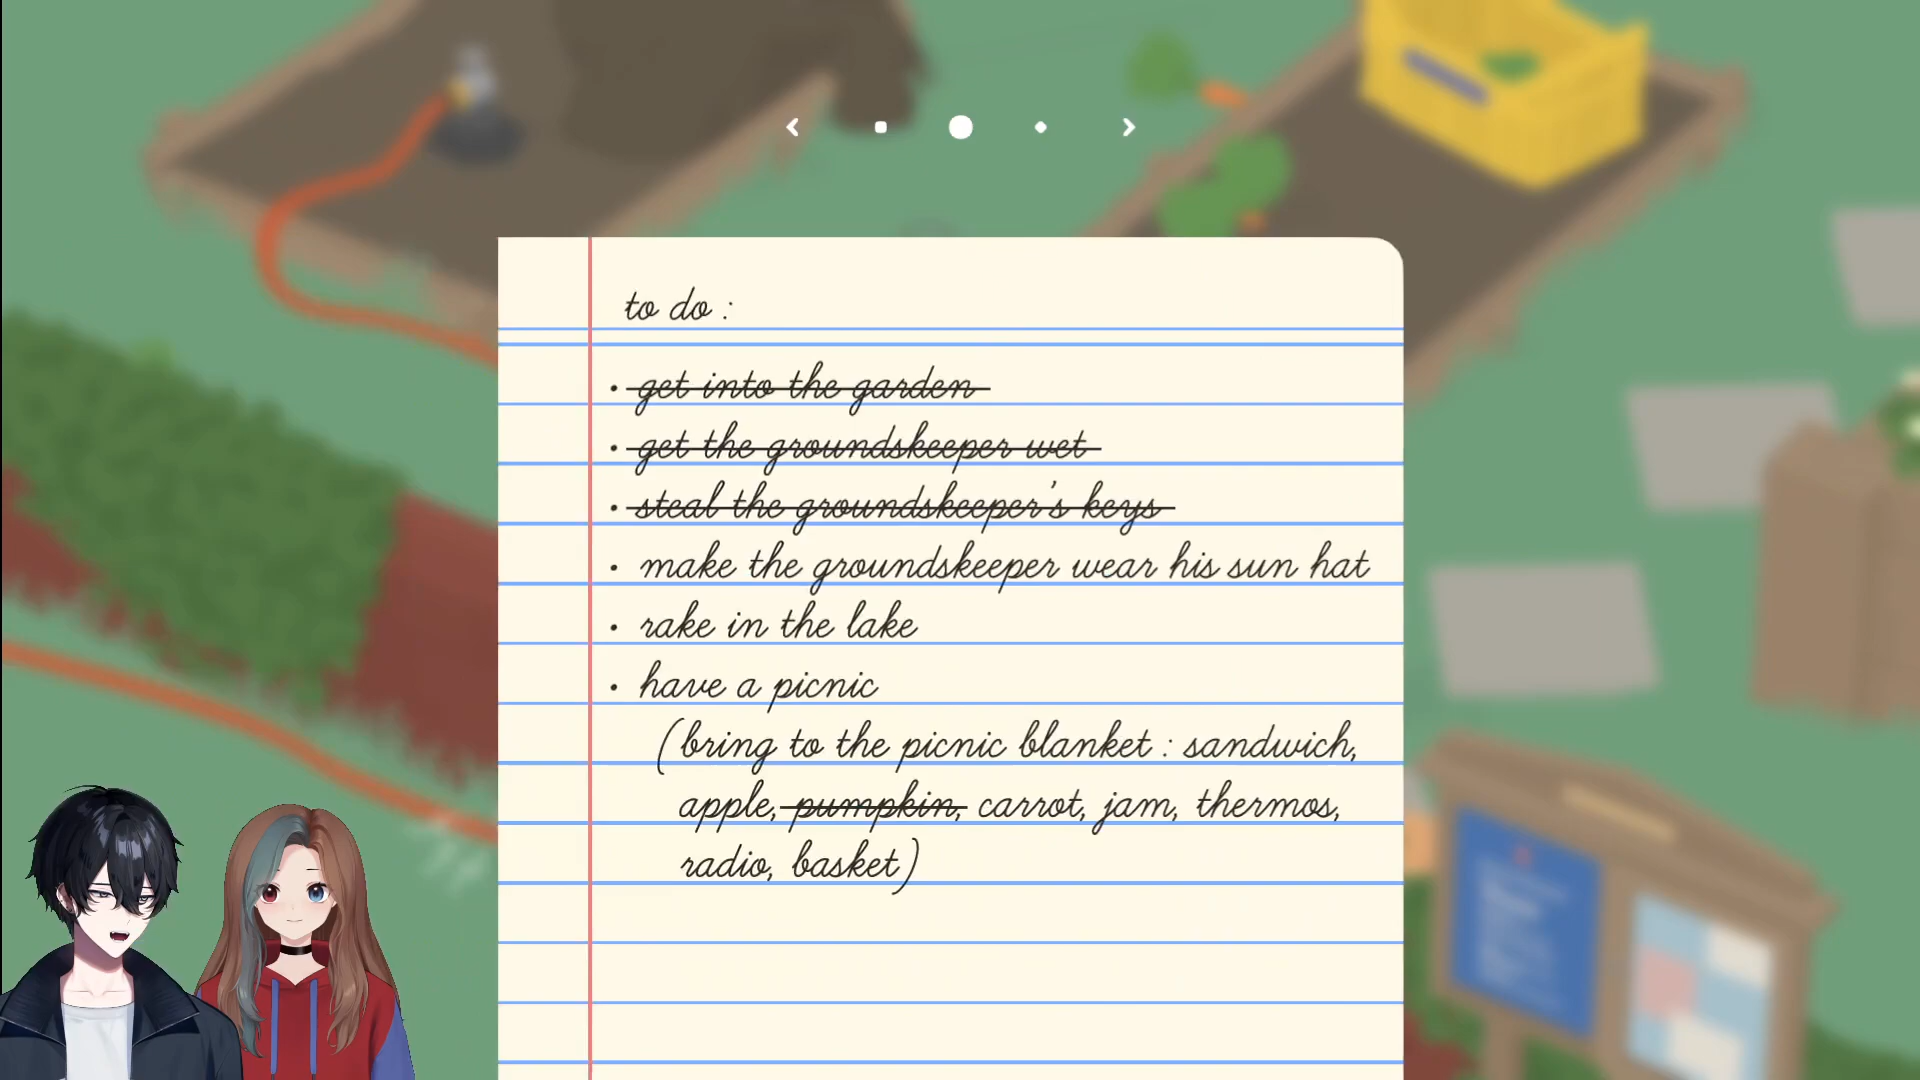 to do :
• get into the garden
• get the groundskeeper wet
• steal the groundskeeper's keys
• make the groundskeeper wear his sun hat
• rake in the lake
• have a picnic
(bring to the picnic blanket : sandwich,
apple, pumpkin, carrot, jam, thermos,
radio, basket)